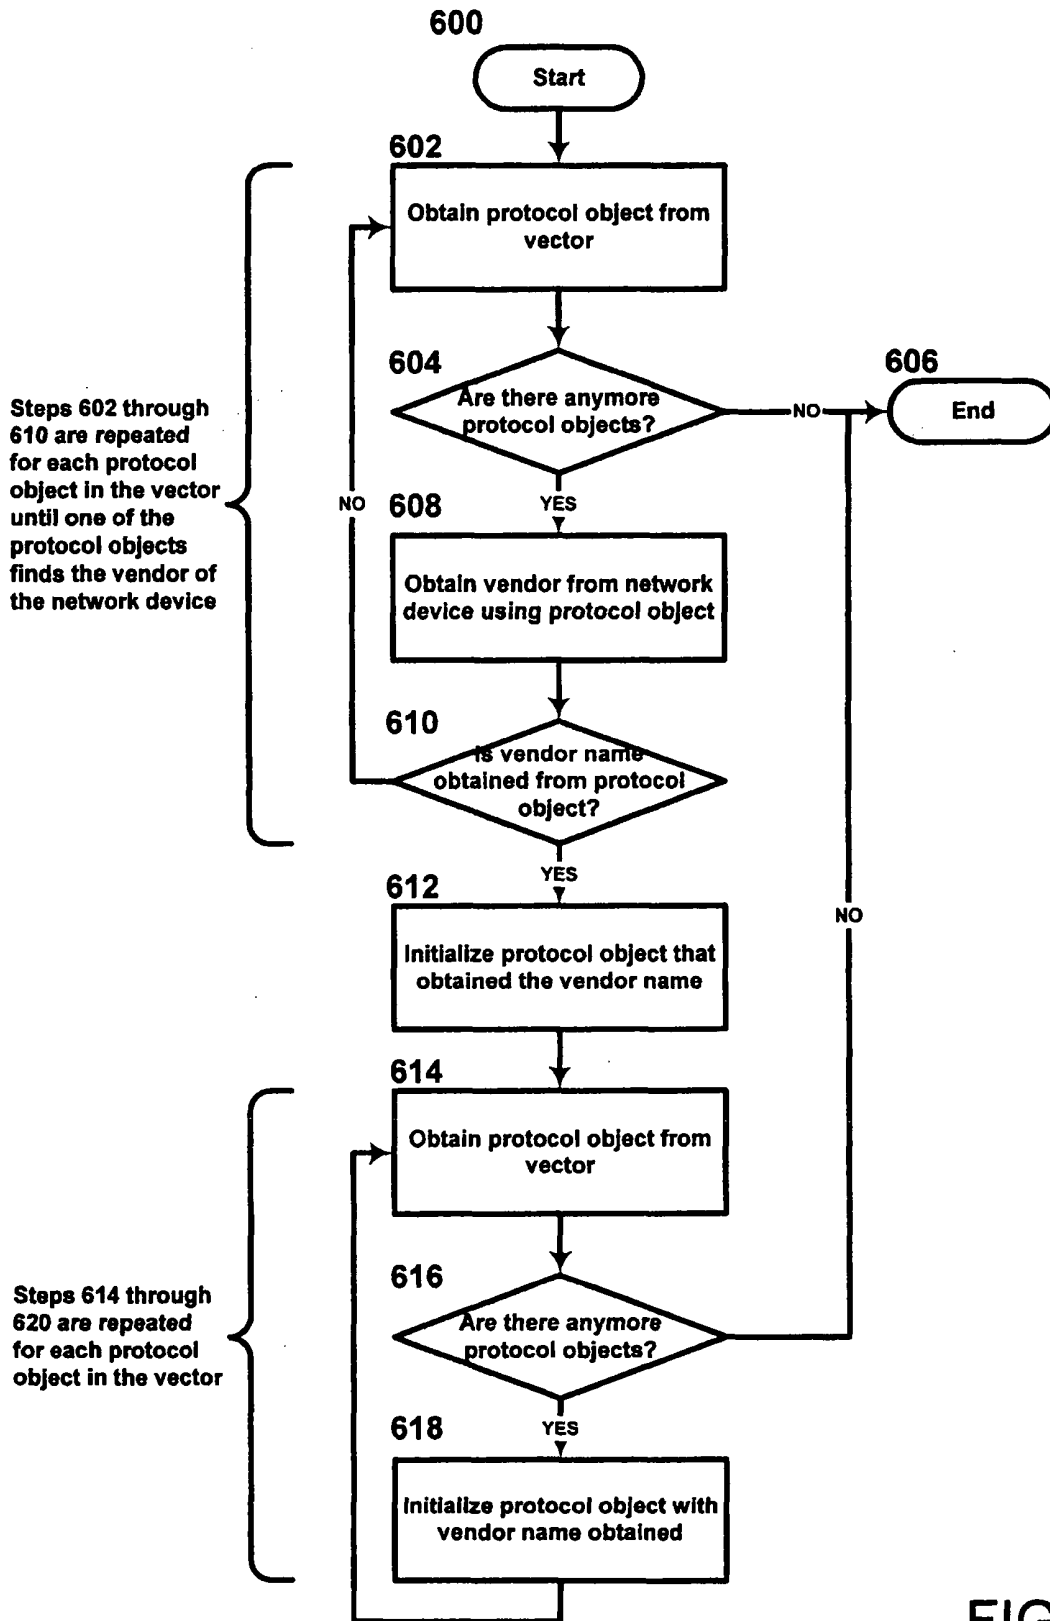 600
Start
602
Obtain protocol object from
vector
604
Are there anymore
protocol objects?
NO
606
End
YES
Steps 602 through
610 are repeated
for each protocol
object in the vector
until one of the
protocol objects
finds the vendor of
the network device
NO
608
Obtain vendor from network
device using protocol object
610
Is vendor name
obtained from protocol
object?
YES
612
Initialize protocol object that
obtained the vendor name
NO
614
Obtain protocol object from
vector
616
Are there anymore
protocol objects?
Steps 614 through
620 are repeated
for each protocol
object in the vector
YES
618
Initialize protocol object with
vendor name obtained
FIG